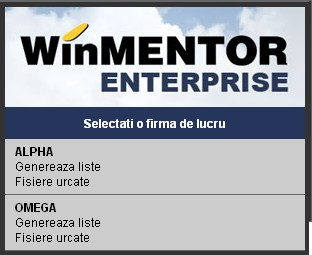 WinMENTOR
ENTERPRISE
Selectati o firma de lucru
ALPHA
Genereaza liste
Fisiere urcate
OMEGA
Genereaza liste
Fisiere urcate